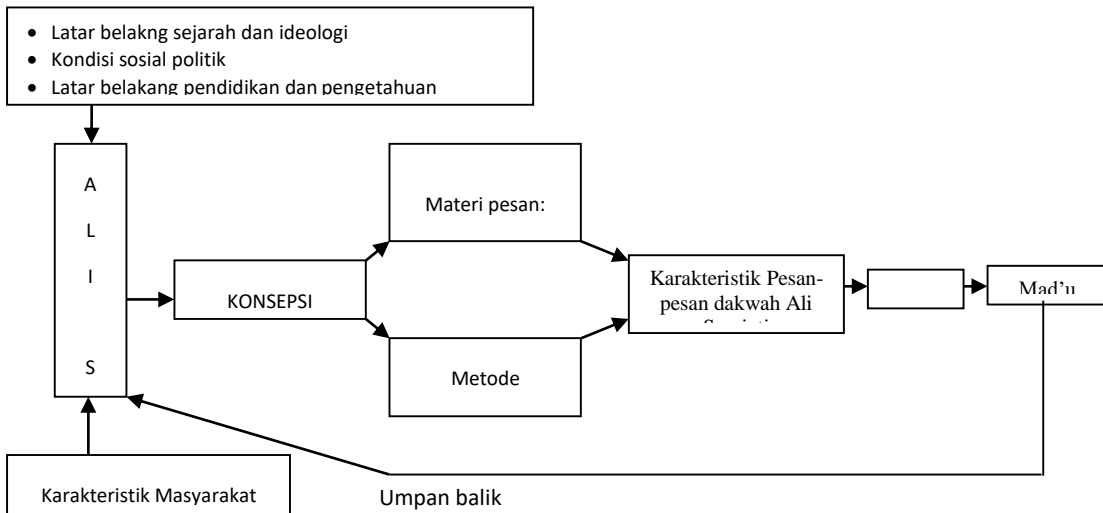 • Latar belakng sejarah dan ideologi
• Kondisi sosial politik
• Latar belakang pendidikan dan pengetahuan
A
L
I
S
KONSEPSI
Materi pesan:
Metode
Karakteristik Pesan-
pesan dakwah Ali
Mad'u
Karakteristik Masyarakat
Umpan balik